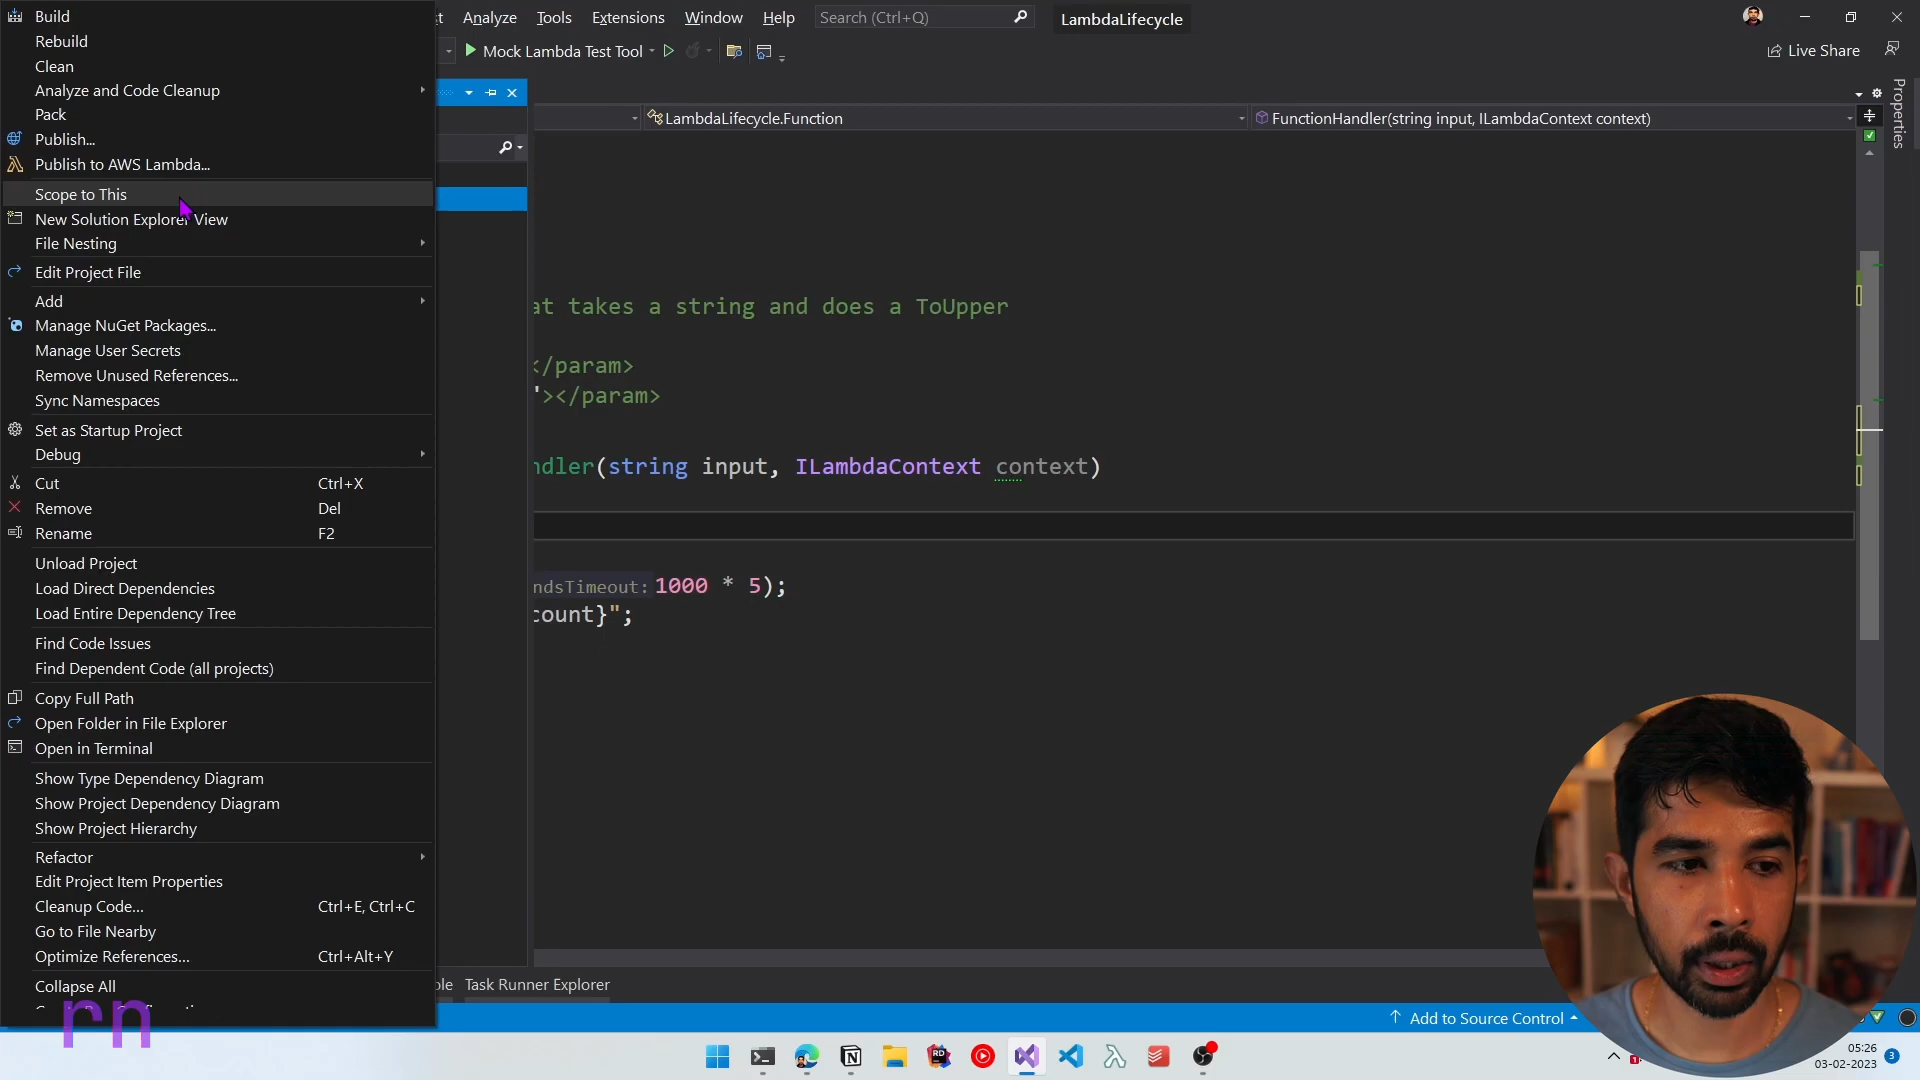 Build
Rebuild
Clean
Analyze and Code Cleanup
Pack
Publish...
Publish to AWS Lambda...
Scope to This
New Solution Explorer View
File Nesting
Edit Project File
Add
Manage NuGet Packages...
Manage User Secrets
Remove Unused References...
Sync Namespaces
Set as Startup Project
Debug
Cut Ctrl+X
Remove Del
Rename F2
Unload Project
Load Direct Dependencies
Load Entire Dependency Tree
Find Code Issues
Find Dependent Code (all projects)
Copy Full Path
Open Folder in File Explorer
Open in Terminal
Show Type Dependency Diagram
Show Project Dependency Diagram
Show Project Hierarchy
Refactor
Edit Project Item Properties
Cleanup Code... Ctrl+E, Ctrl+C
Go to File Nearby
Optimize References... Ctrl+Alt+Y
Collapse All
rn
t Analyze Tools Extensions Window Help Search (Ctrl+Q) LambdaLifecycle
Mock Lambda Test Tool Live Share
Properties
LambdaLifecycle.Function FunctionHandler(string input, ILambdaContext context)
at takes a string and does a ToUpper
</param>
"></param>
ndler(string input, ILambdaContext context)
ndsTimeout: 1000 * 5);
count}";
ole Task Runner Explorer
Add to Source Control
RD
05:26
03-02-2023
3